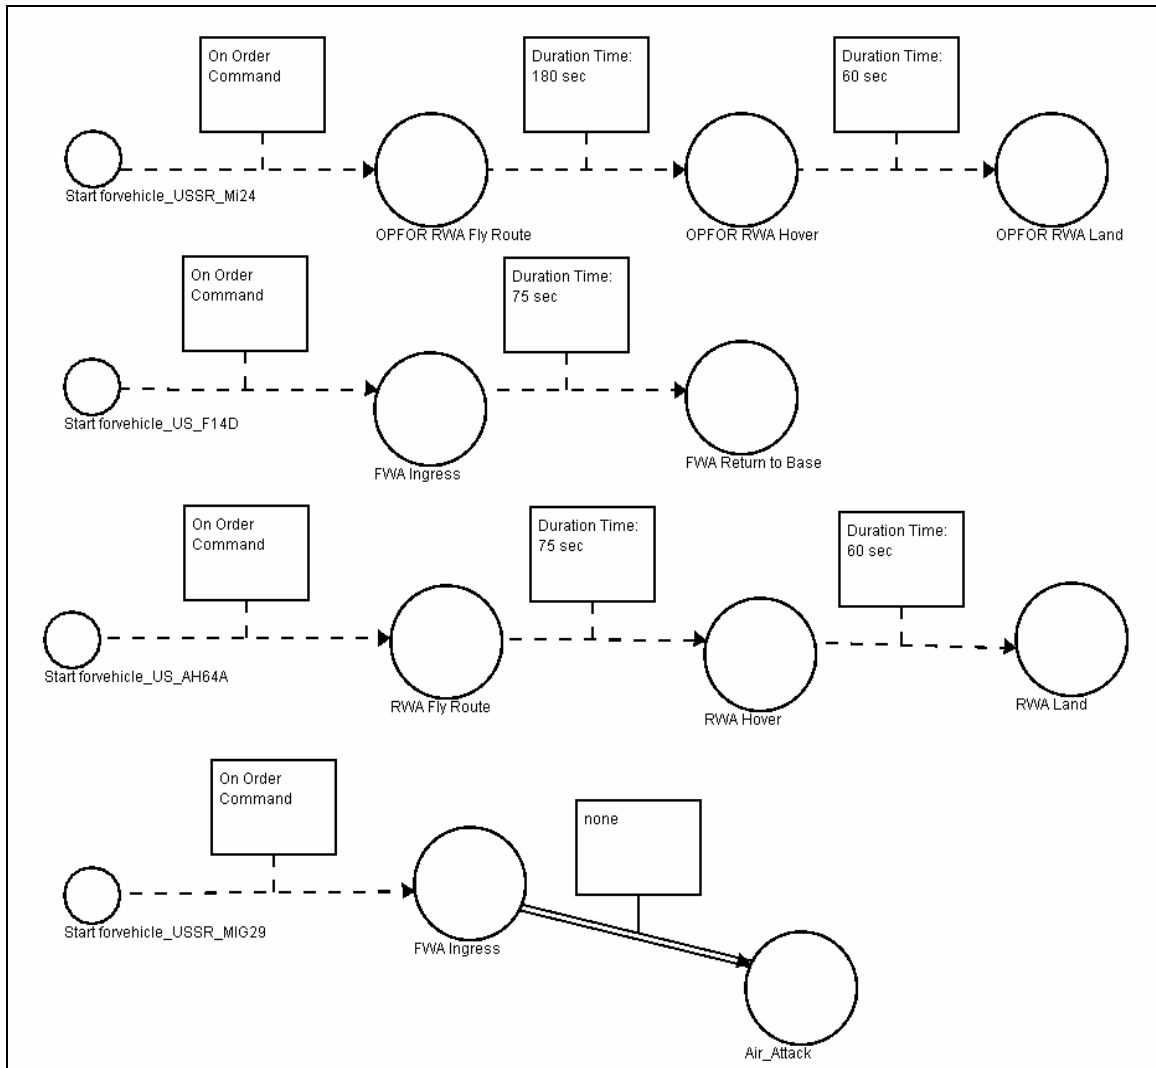 On Order
Command
Duration Time:
180 sec
Duration Time:
60 sec
Start forvehicle_USSR_Mi24
OPFOR RWA Fly Route
OPFOR RWA Hover
OPFOR RWA Land
On Order
Command
Duration Time:
75 sec
Start forvehicle_US_F14D
FWA Ingress
FWA Return to Base
On Order
Command
Duration Time:
75 sec
Duration Time:
60 sec
Start forvehicle_US_AH64A
RWA Fly Route
RWA Hover
RWA Land
On Order
Command
none
Start forvehicle_USSR_MIG29
FWA Ingress
Air_Attack